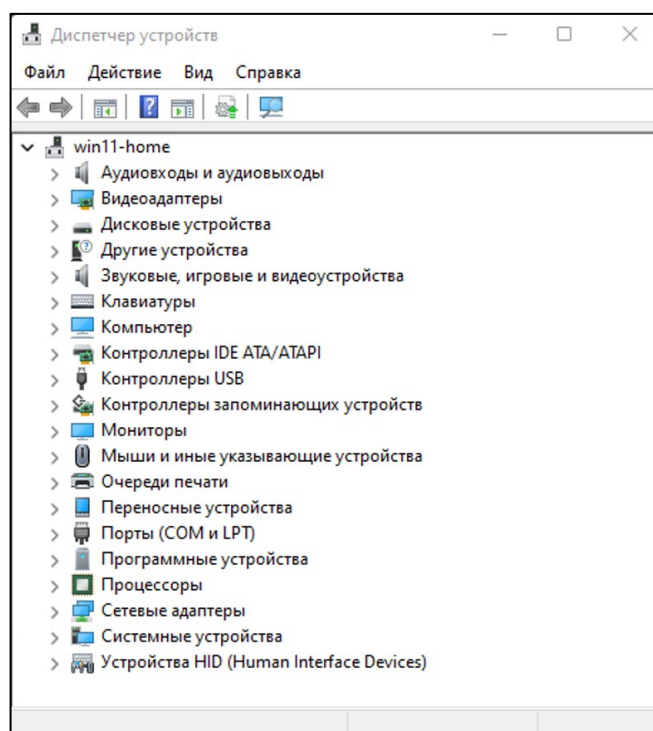 Диспетчер устройств
Файл Действие Вид Справка
win11-home
Аудиовходы и аудиовыходы
Видеоадаптеры
Дисковые устройства
Другие устройства
Звуковые, игровые и видеоустройства
Клавиатуры
Компьютер
Контроллеры IDE ATA/ATAPI
Контроллеры USB
Контроллеры запоминающих устройств
Мониторы
Мыши и иные указывающие устройства
Очереди печати
Переносные устройства
Порты (COM и LPT)
Программные устройства
Процессоры
Сетевые адаптеры
Системные устройства
Устройства HID (Human Interface Devices)